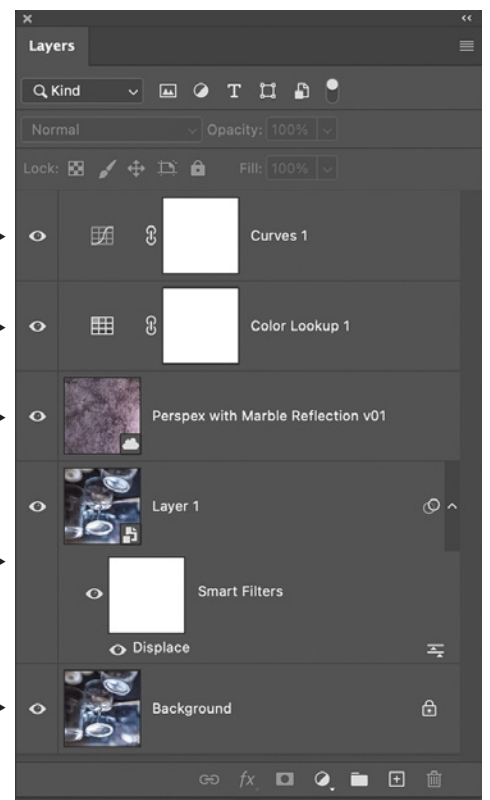 Layers
Kind
Normal Opacity: 100%
Lock: Fill: 100%
Curves 1
Color Lookup 1
Perspex with Marble Reflection v01
Layer 1
Smart Filters
Displace
Background
fx